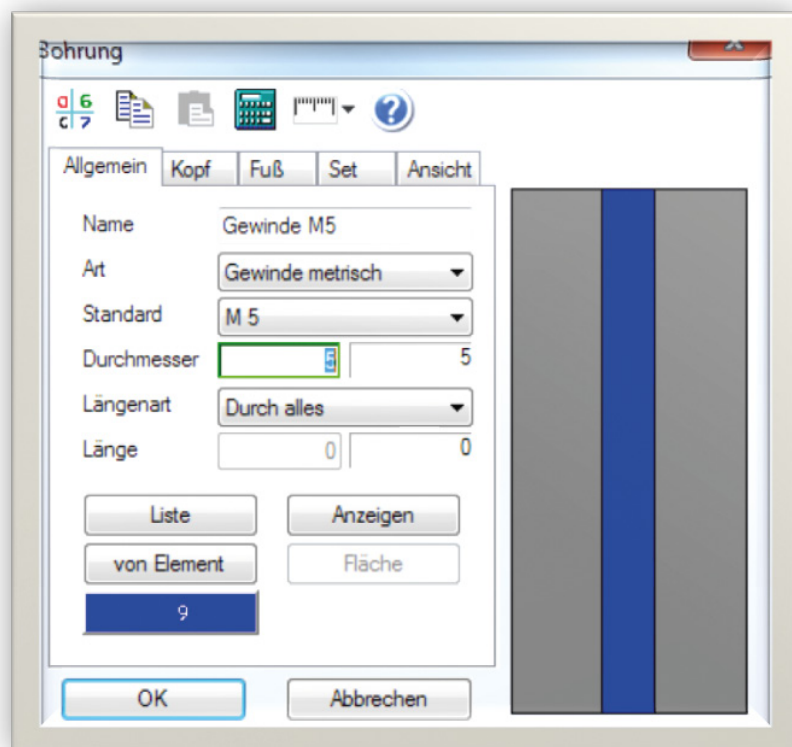 Bohrung
Allgemein Kopf Fuß Set Ansicht
Name Gewinde M5
Art Gewinde metrisch
Standard M 5
Durchmesser 5 5
Längenart Durch alles
Länge 0 0
Liste Anzeigen
von Element Fläche
9
OK Abbrechen